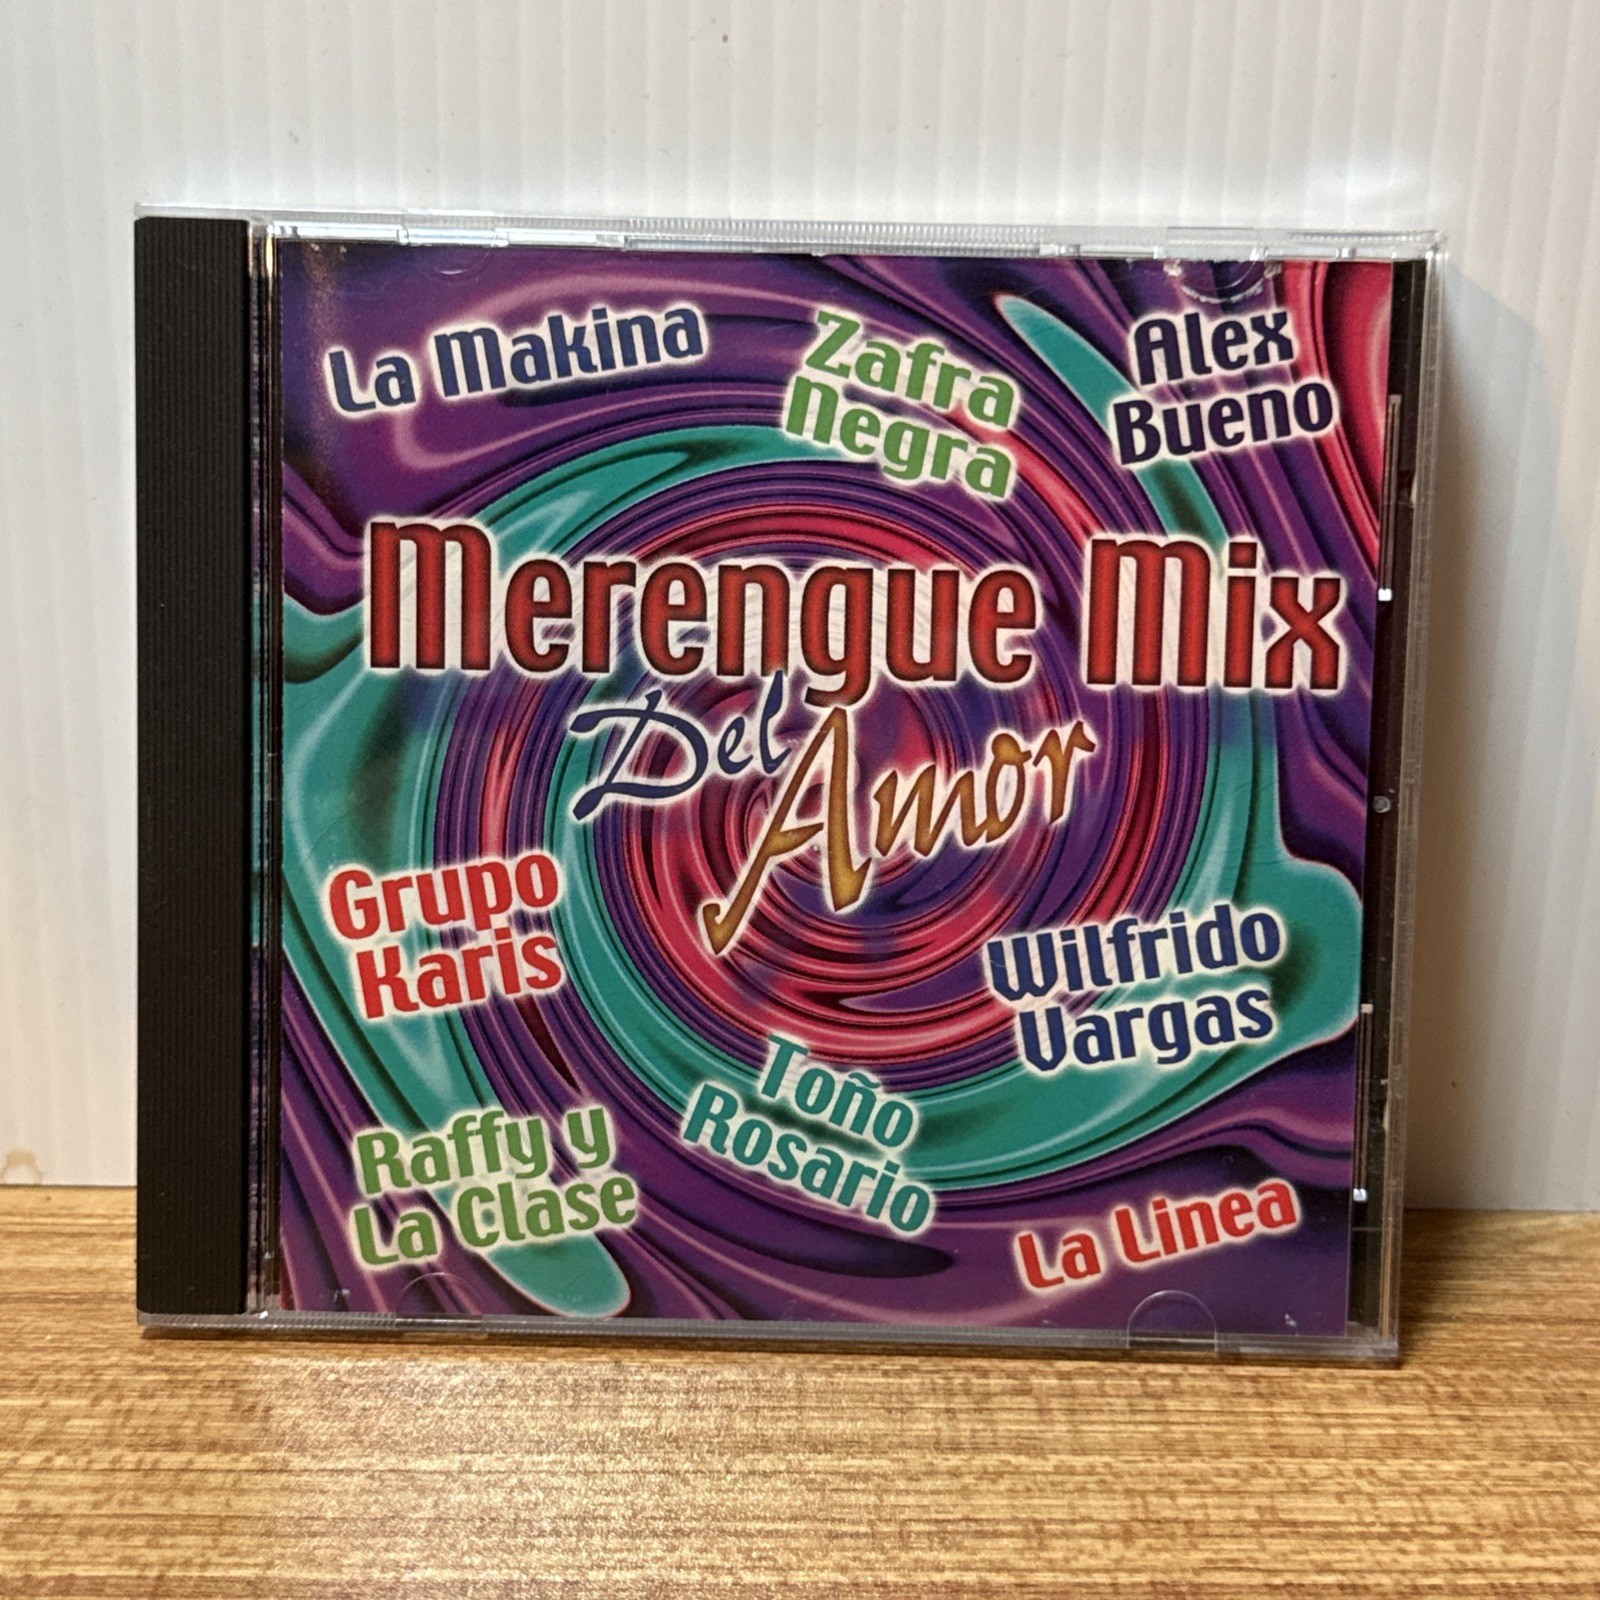 La Makina
Zafra
Negra
Alex
Bueno
Merengue Mix
Del Amor
Grupo
Karis
Wilfrido
Vargas
Toño
Rosario
Raffy y
La Clase
La Linea